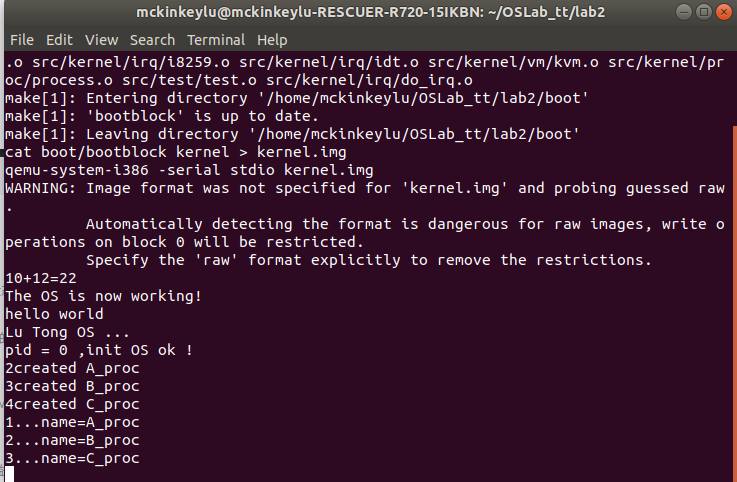 mckinkeylu@mckinkeylu-RESCUER-R720-15IKBN: ~/OSLab_tt/lab2
File Edit View Search Terminal Help
.o src/kernel/irq/i8259.o src/kernel/irq/idt.o src/kernel/vm/kvm.o src/kernel/pr
oc/process.o src/test/test.o src/kernel/irq/do_irq.o
make[1]: Entering directory '/home/mckinkeylu/OSLab_tt/lab2/boot'
make[1]: 'bootblock' is up to date.
make[1]: Leaving directory '/home/mckinkeylu/OSLab_tt/lab2/boot'
cat boot/bootblock kernel > kernel.img
qemu-system-i386 -serial stdio kernel.img
WARNING: Image format was not specified for 'kernel.img' and probing guessed raw
.
Automatically detecting the format is dangerous for raw images, write o
perations on block 0 will be restricted.
Specify the 'raw' format explicitly to remove the restrictions.
10+12=22
The OS is now working!
hello world
Lu Tong OS ...
pid = 0 ,init OS ok !
2created A_proc
3created B_proc
4created C_proc
1...name=A_proc
2...name=B_proc
3...name=C_proc